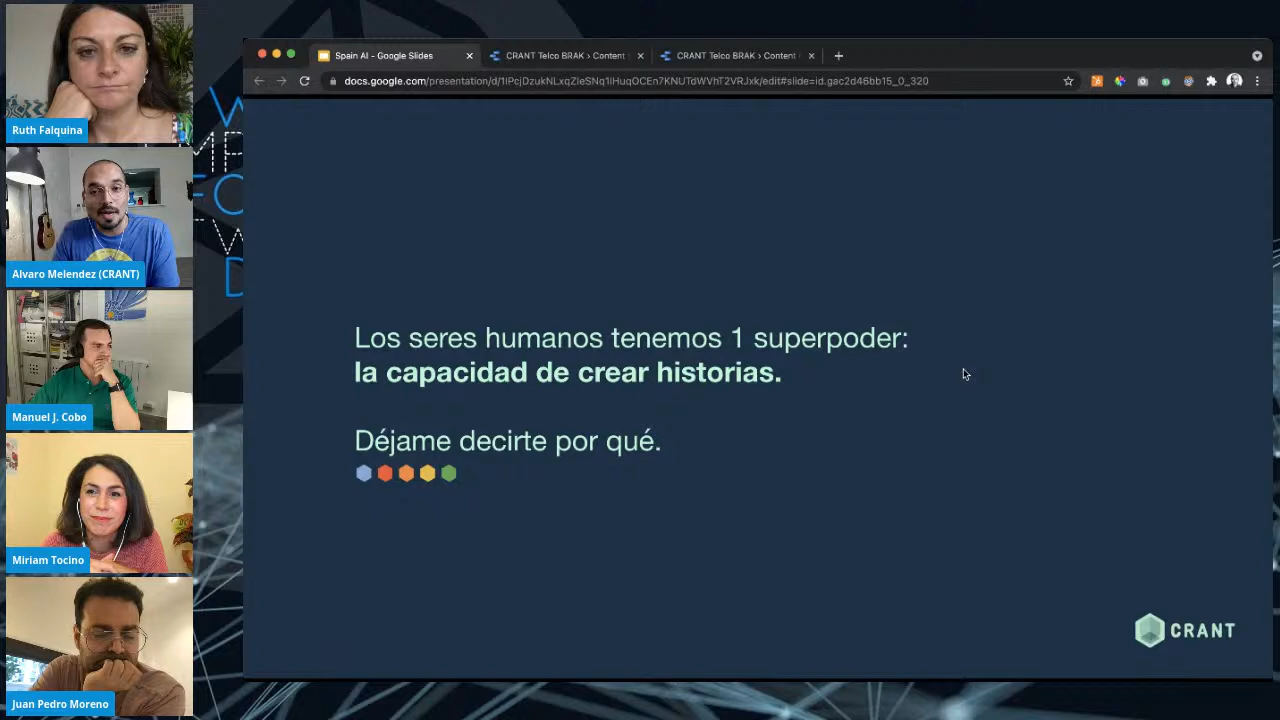 Ruth Falquina
Alvaro Melendez (CRANT)
Manuel J. Cobo
Miriam Tocino
Juan Pedro Moreno
Spain AI - Google Slides
CRANT Telco BRAK › Content
CRANT Telco BRAK › Content
docs.google.com/presentation/d/1IPcjDzukNLxqZIeSNq1iHuqOCEn7KNUTdWVhT2VRJxk/edit#slide=id.gac2d46bb15_0_320
Los seres humanos tenemos 1 superpoder:
la capacidad de crear historias.
Déjame decirte por qué.
CRANT